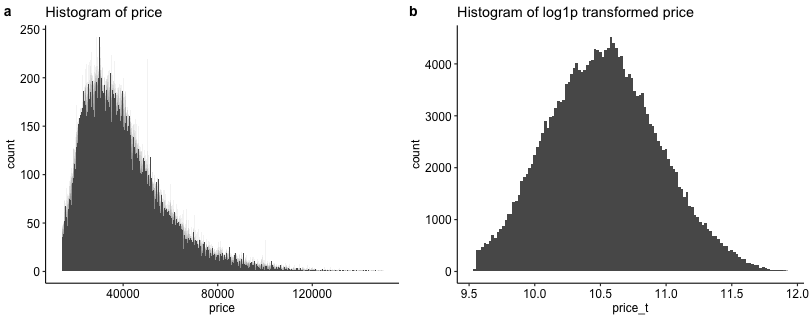 a
Histogram of price
250
200
150
100
50
0
count
40000 80000 120000
price
b
Histogram of log1p transformed price
4000
3000
2000
1000
0
count
9.5 10.0 10.5 11.0 11.5 12.0
price_t